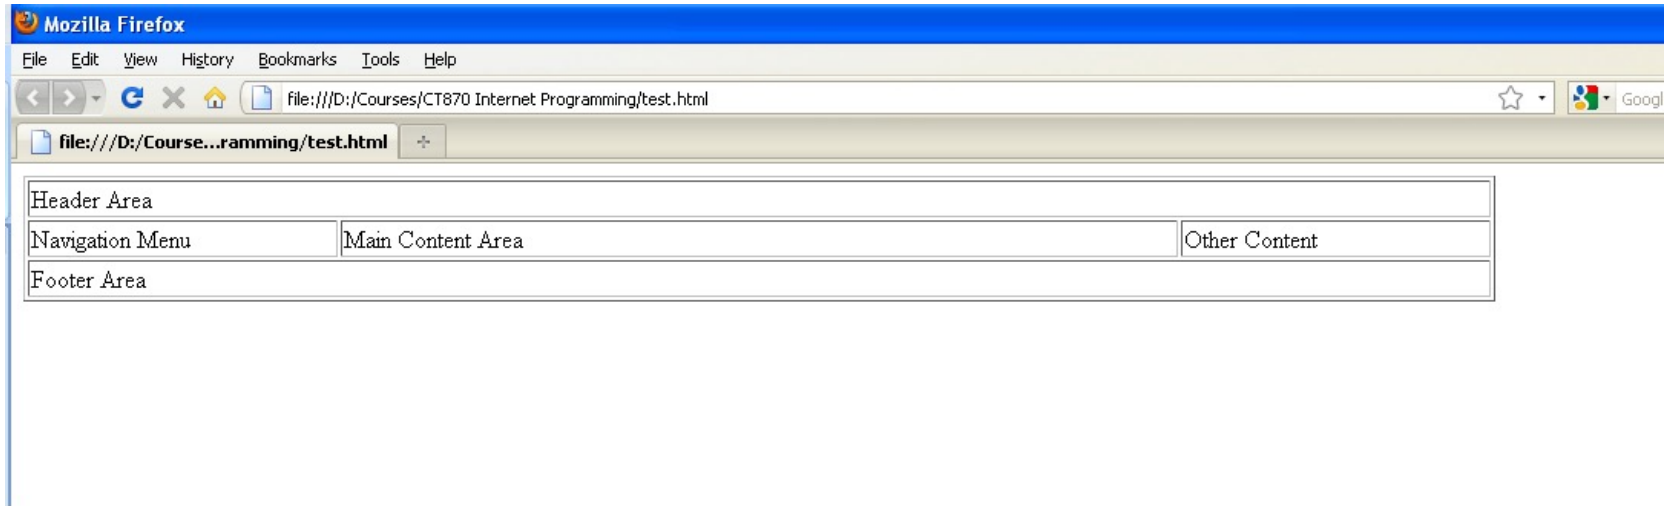 Mozilla Firefox
File Edit View History Bookmarks Tools Help
file:///D:/Courses/CT870 Internet Programming/test.html Googl
file:///D:/Course...ramming/test.html
Header Area
Navigation Menu Main Content Area Other Content
Footer Area